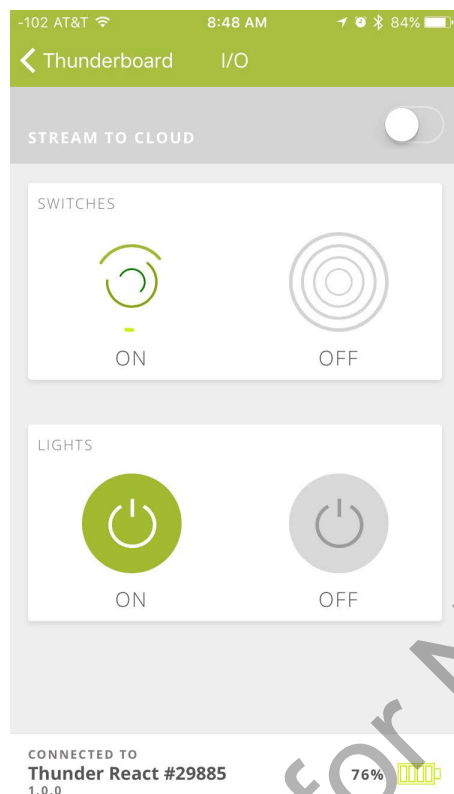 -102 AT&T 8:48 AM 84%
Thunderboard I/O
STREAM TO CLOUD
SWITCHES
ON OFF
LIGHTS
ON OFF
CONNECTED TO
Thunder React #29885 76%
1.0.0
for